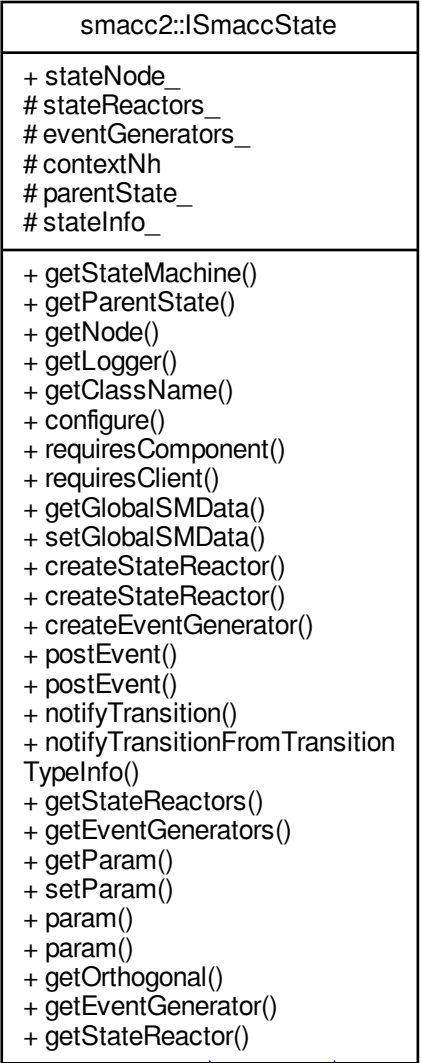 smacc2::ISmaccState
+ stateNode_
# stateReactors_
# eventGenerators_
# contextNh
# parentState_
# stateInfo_
+ getStateMachine()
+ getParentState()
+ getNode()
+ getLogger()
+ getClassName()
+ configure()
+ requiresComponent()
+ requiresClient()
+ getGlobalSMData()
+ setGlobalSMData()
+ createStateReactor()
+ createStateReactor()
+ createEventGenerator()
+ postEvent()
+ postEvent()
+ notifyTransition()
+ notifyTransitionFromTransition
TypeInfo()
+ getStateReactors()
+ getEventGenerators()
+ getParam()
+ setParam()
+ param()
+ param()
+ getOrthogonal()
+ getEventGenerator()
+ getStateReactor()